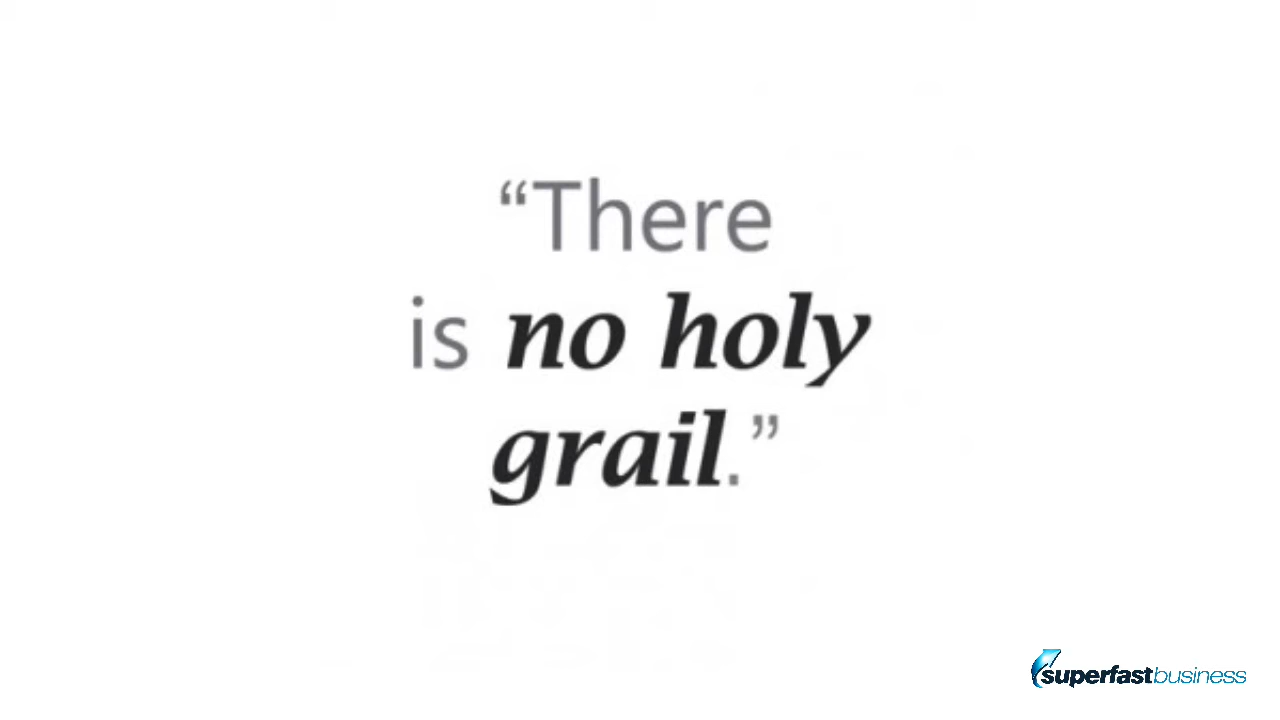 “There
is no holy
grail.”
superfastbusiness